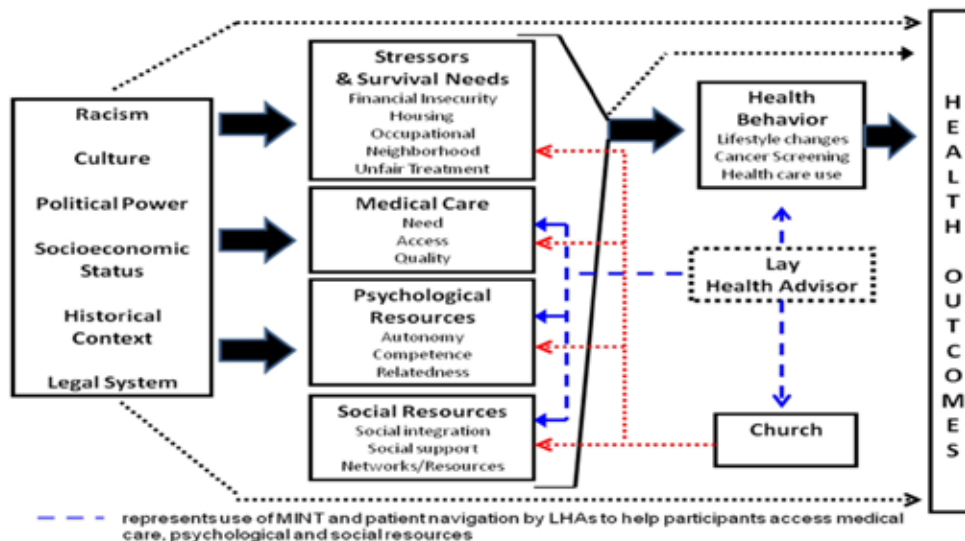 Racism
Culture
Political Power
Socioeconomic
Status
Historical
Context
Legal System
Stressors
& Survival Needs
Financial Insecurity
Housing
Occupational
Neighborhood
Unfair Treatment
Medical Care
Need
Access
Quality
Psychological
Resources
Autonomy
Competence
Relatedness
Social Resources
Social integration
Social support
Networks/Resources
Health
Behavior
Lifestyle changes
Cancer Screening
Health care use
Lay
Health Advisor
Church
HEALTH OUTCOMES
represents use of MINT and patient navigation by LHAs to help participants access medical
care, psychological and social resources